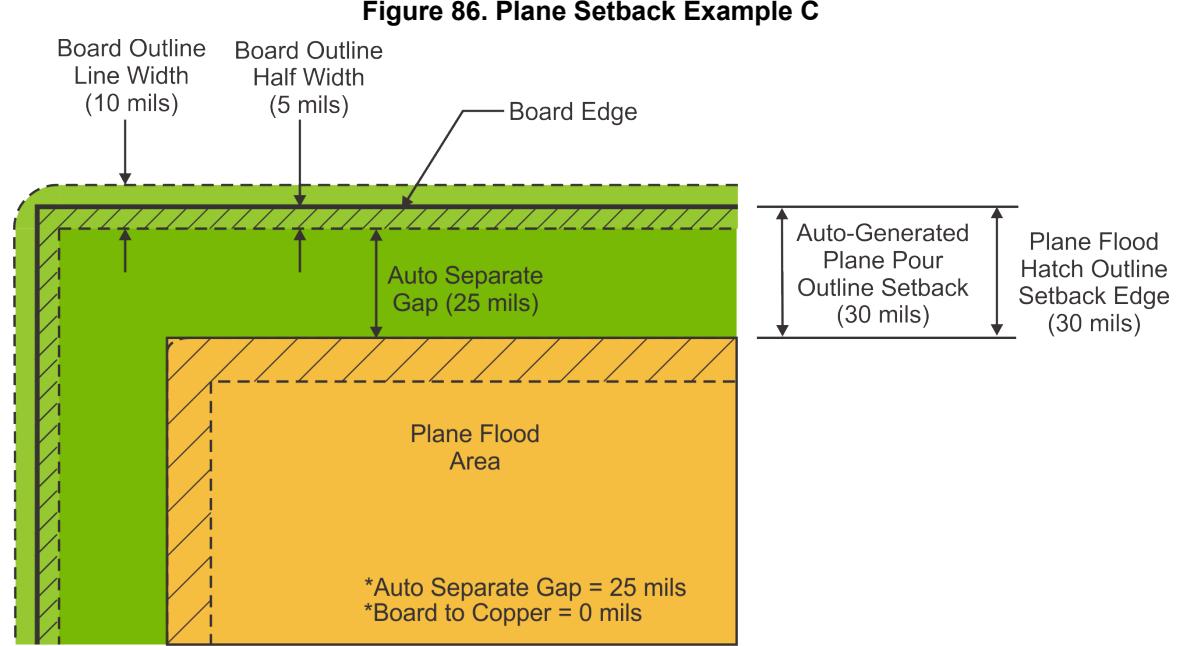 Figure 86. Plane Setback Example C
Board Outline
Line Width
(10 mils)
Board Outline
Half Width
(5 mils)
Board Edge
Auto Separate
Gap (25 mils)
Auto-Generated
Plane Pour
Outline Setback
(30 mils)
Plane Flood
Hatch Outline
Setback Edge
(30 mils)
Plane Flood
Area
*Auto Separate Gap = 25 mils
*Board to Copper = 0 mils